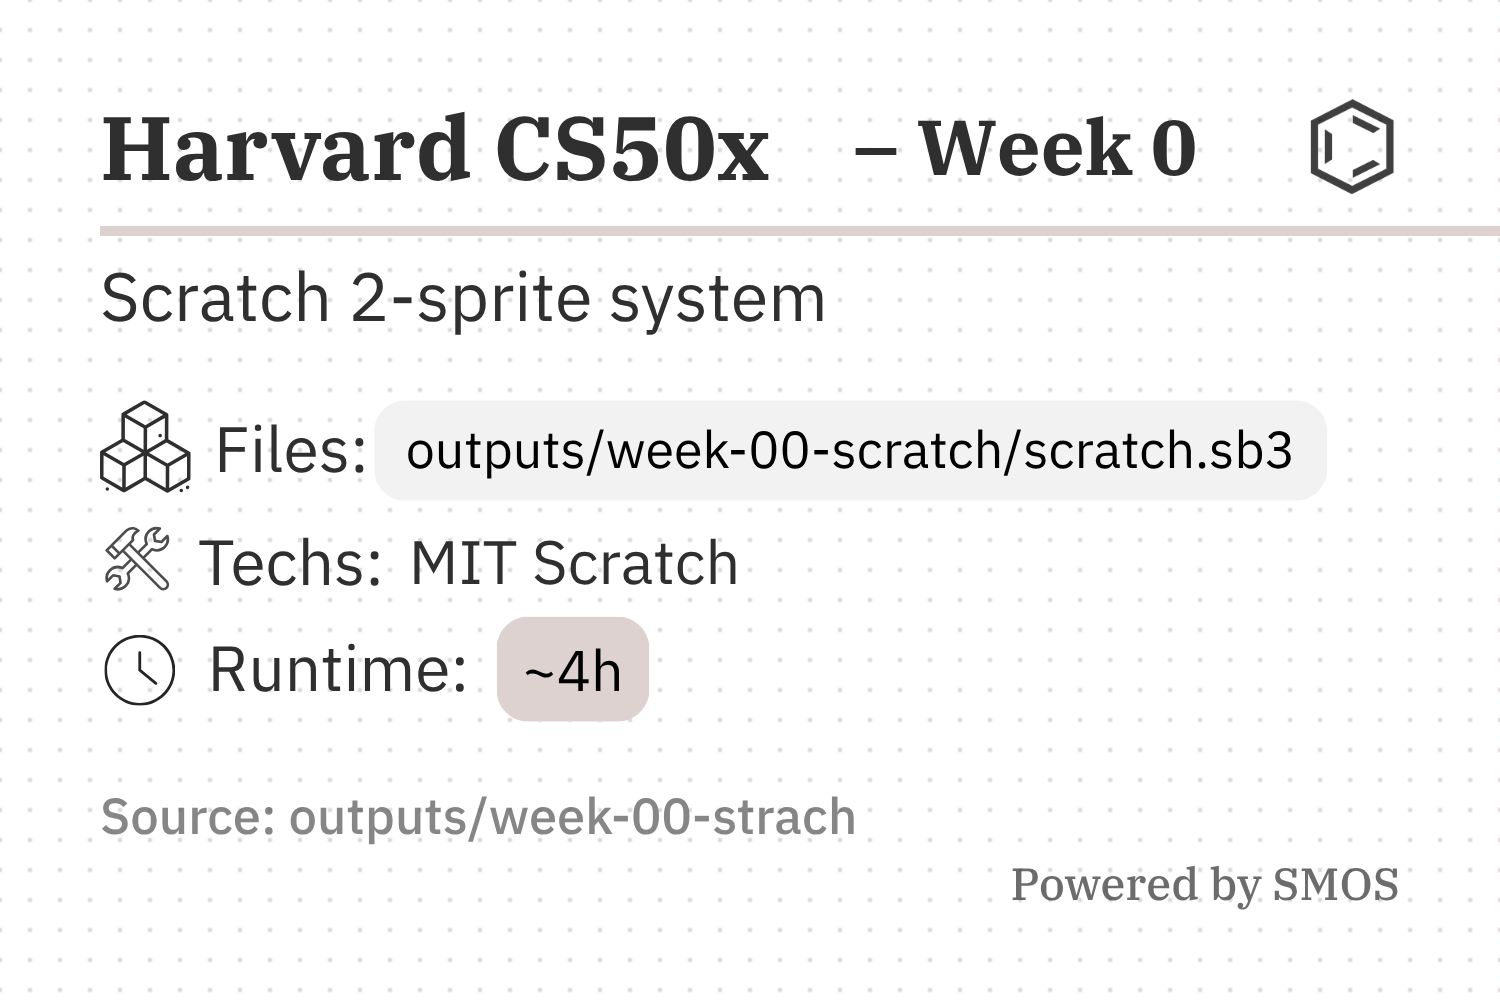 Harvard CS50x – Week 0
Scratch 2-sprite system
Files: outputs/week-00-scratch/scratch.sb3
Techs: MIT Scratch
Runtime: ~4h
Source: outputs/week-00-strach
Powered by SMOS